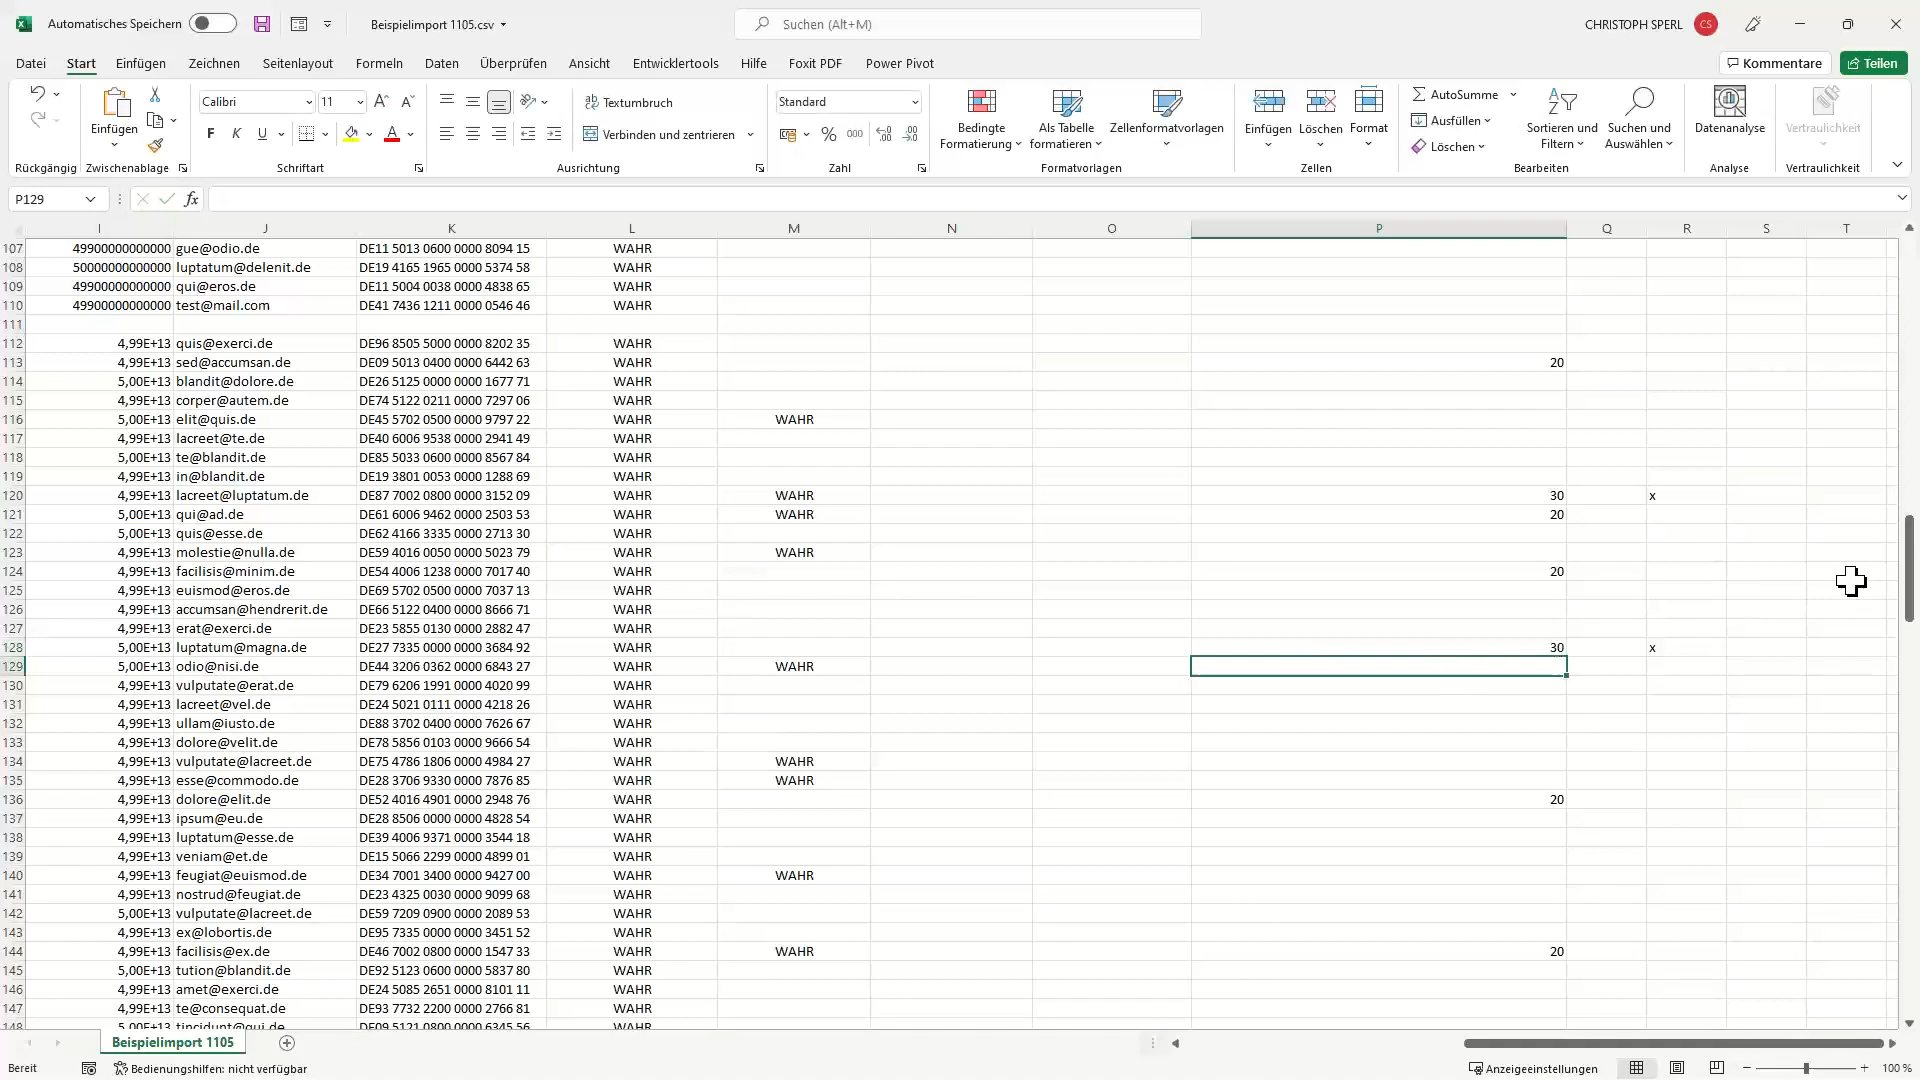 Automatisches Speichern
Beispielimport 1105.csv
Suchen (Alt+M)
CHRISTOPH SPERL CS
Datei Start Einfügen Zeichnen Seitenlayout Formeln Daten Überprüfen Ansicht Entwicklertools Hilfe Foxit PDF Power Pivot Kommentare Teilen
Calibri 11 Textumbruch Standard AutoSumme
F K U Verbinden und zentrieren % 000 Ausfüllen
Einfügen Bedingte Formatierung Als Tabelle formatieren Zellenformatvorlagen Einfügen Löschen Format Löschen Sortieren und Filtern Suchen und Auswählen Datenanalyse Vertraulichkeit
Rückgängig Zwischenablage Schriftart Ausrichtung Zahl Formatvorlagen Zellen Bearbeiten Analyse Vertraulichkeit
P129 fx
I J K L M N O P Q R S T
107 49900000000000 gue@odio.de DE11 5013 0600 0000 8094 15 WAHR
108 50000000000000 luptatum@delenit.de DE19 4165 1965 0000 5374 58 WAHR
109 49900000000000 qui@eros.de DE11 5004 0038 0000 4838 65 WAHR
110 49900000000000 test@mail.com DE41 7436 1211 0000 0546 46 WAHR
111
112 4,99E+13 quis@exerci.de DE96 8505 5000 0000 8202 35 WAHR
113 4,99E+13 sed@accumsan.de DE09 5013 0400 0000 6442 63 WAHR 20
114 5,00E+13 blandit@dolore.de DE26 5125 0000 0000 1677 71 WAHR
115 4,99E+13 corper@autem.de DE74 5122 0211 0000 7297 06 WAHR
116 5,00E+13 elit@quis.de DE45 5702 0500 0000 9797 22 WAHR WAHR
117 4,99E+13 lacreet@te.de DE40 6006 9538 0000 2941 49 WAHR
118 5,00E+13 te@blandit.de DE85 5033 0600 0000 8567 84 WAHR
119 4,99E+13 in@blandit.de DE19 3801 0053 0000 1288 69 WAHR
120 4,99E+13 lacreet@luptatum.de DE87 7002 0800 0000 3152 09 WAHR WAHR 30 x
121 5,00E+13 qui@ad.de DE61 6006 9462 0000 2503 53 WAHR WAHR 20
122 5,00E+13 quis@esse.de DE62 4166 3335 0000 2713 30 WAHR
123 4,99E+13 molestie@nulla.de DE59 4016 0050 0000 5023 79 WAHR WAHR
124 4,99E+13 facilisis@minim.de DE54 4006 1238 0000 7017 40 WAHR 20
125 4,99E+13 euismod@eros.de DE69 5702 0500 0000 7037 13 WAHR
126 4,99E+13 accumsan@hendrerit.de DE66 5122 0400 0000 8666 71 WAHR
127 4,99E+13 erat@exerci.de DE23 5855 0130 0000 2882 47 WAHR
128 5,00E+13 luptatum@magna.de DE27 7335 0000 0000 3684 92 WAHR 30 x
129 5,00E+13 odio@nisi.de DE44 3206 0362 0000 6843 27 WAHR WAHR
130 4,99E+13 vulputate@erat.de DE79 6206 1991 0000 4020 99 WAHR
131 4,99E+13 lacreet@vel.de DE24 5021 0111 0000 4218 26 WAHR
132 4,99E+13 ullam@iusto.de DE88 3702 0400 0000 7626 67 WAHR
133 4,99E+13 dolore@velit.de DE78 5856 0103 0000 9666 54 WAHR
134 4,99E+13 vulputate@lacreet.de DE75 4786 1806 0000 4984 27 WAHR WAHR
135 4,99E+13 esse@commodo.de DE28 3706 9330 0000 7876 85 WAHR WAHR
136 4,99E+13 dolore@elit.de DE52 4016 4901 0000 2948 76 WAHR 20
137 4,99E+13 ipsum@eu.de DE28 8506 0000 0000 4828 54 WAHR
138 4,99E+13 luptatum@esse.de DE39 4006 9371 0000 3544 18 WAHR
139 4,99E+13 veniam@et.de DE15 5066 2299 0000 4899 01 WAHR
140 4,99E+13 feugiat@euismod.de DE34 7001 3400 0000 9427 00 WAHR WAHR
141 4,99E+13 nostrud@feugiat.de DE23 4325 0030 0000 9099 68 WAHR
142 5,00E+13 vulputate@lacreet.de DE59 7209 0900 0000 2089 53 WAHR
143 4,99E+13 ex@lobortis.de DE95 7335 0000 0000 3451 52 WAHR
144 4,99E+13 facilisis@ex.de DE46 7002 0800 0000 1547 33 WAHR WAHR 20
145 5,00E+13 tution@blandit.de DE92 5123 0600 0000 5837 80 WAHR
146 4,99E+13 amet@exerci.de DE24 5085 2651 0000 8101 11 WAHR
147 4,99E+13 te@consequat.de DE93 7732 2200 0000 2766 81 WAHR
148 5,00E+13 tincidunt@qui.de DE09 5121 0800 0000 6345 56 WAHR
Beispielimport 1105
Bereit Bedienungshilfen: nicht verfügbar Anzeigeeinstellungen 100 %